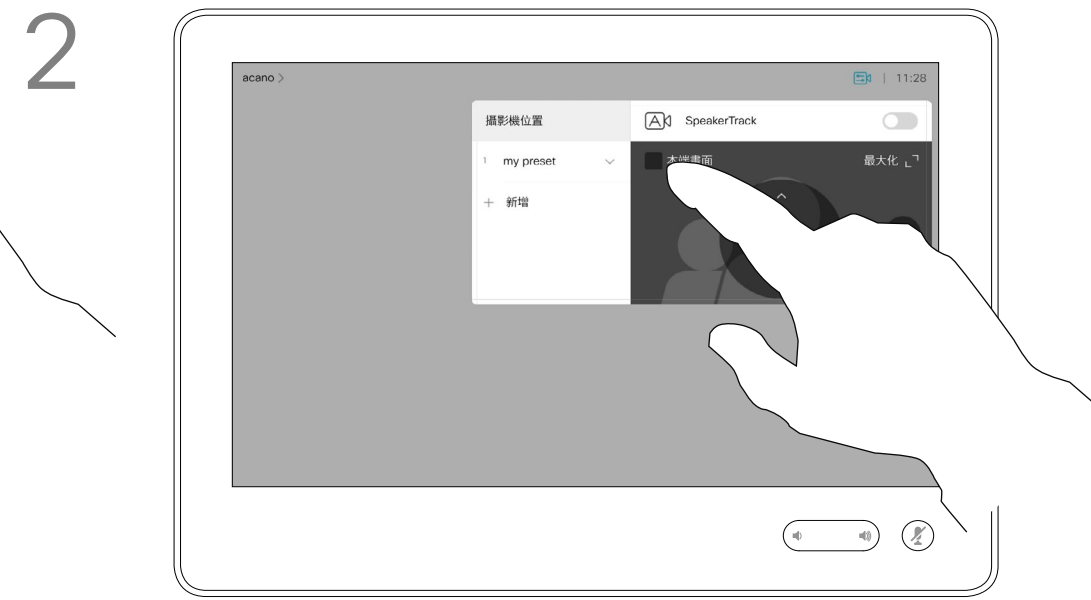 2
acano >
11:28
攝影機位置
SpeakerTrack
1 my preset
本端畫面
最大化
+ 新增